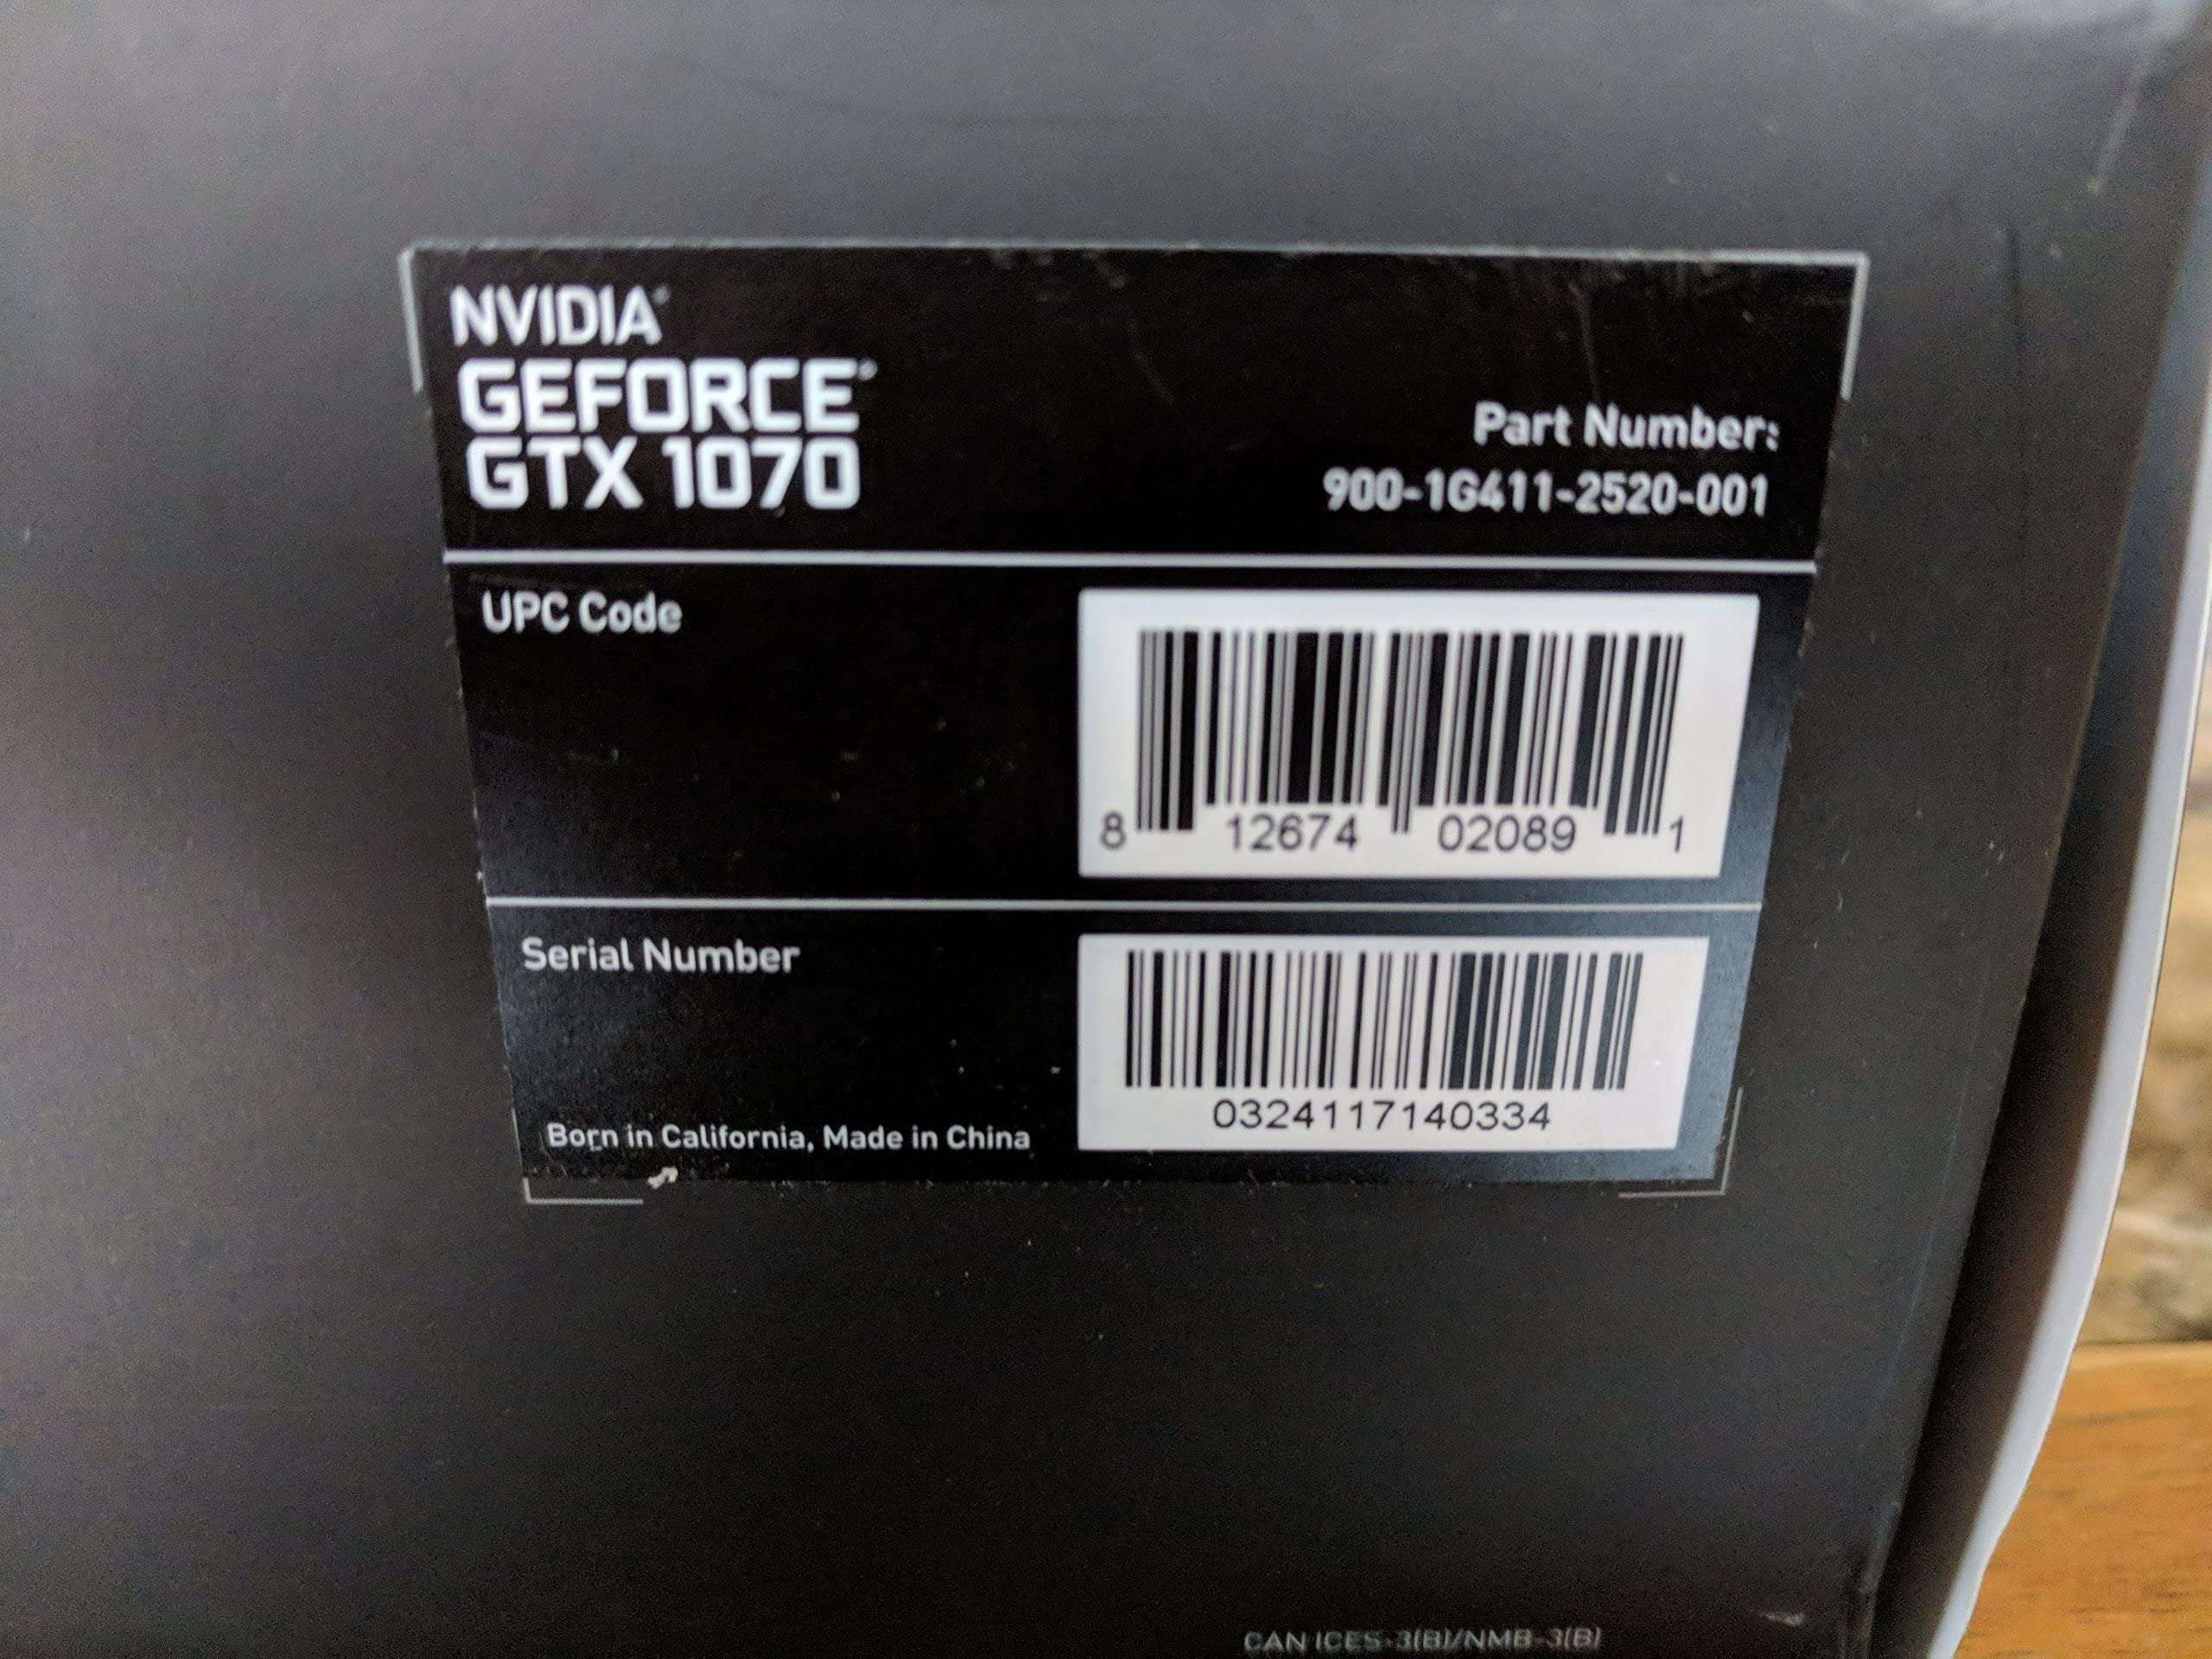 NVIDIA®
GEFORCE®
GTX 1070
Part Number:
900-1G411-2520-001
UPC Code
8 12674 02089 1
Serial Number
0324117140334
Born in California, Made in China
CAN ICES-3(B)/NMB-3(B)